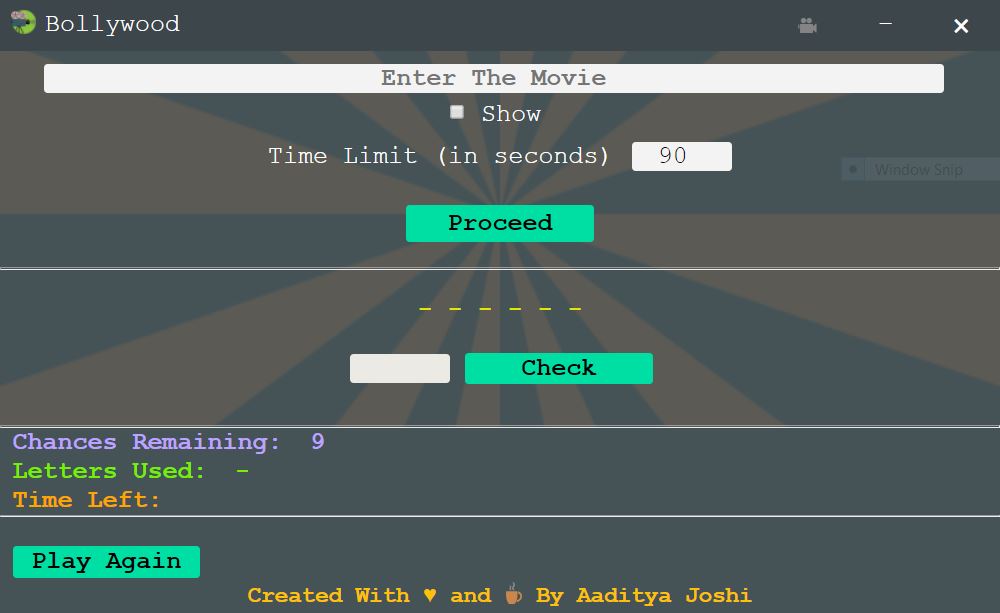 Bollywood
Enter The Movie
Show
Time Limit (in seconds) 90
Window Snip
Proceed
- - - - - -
Check
Chances Remaining: 9
Letters Used: -
Time Left:
Play Again
Created With ♥ and ☕ By Aaditya Joshi